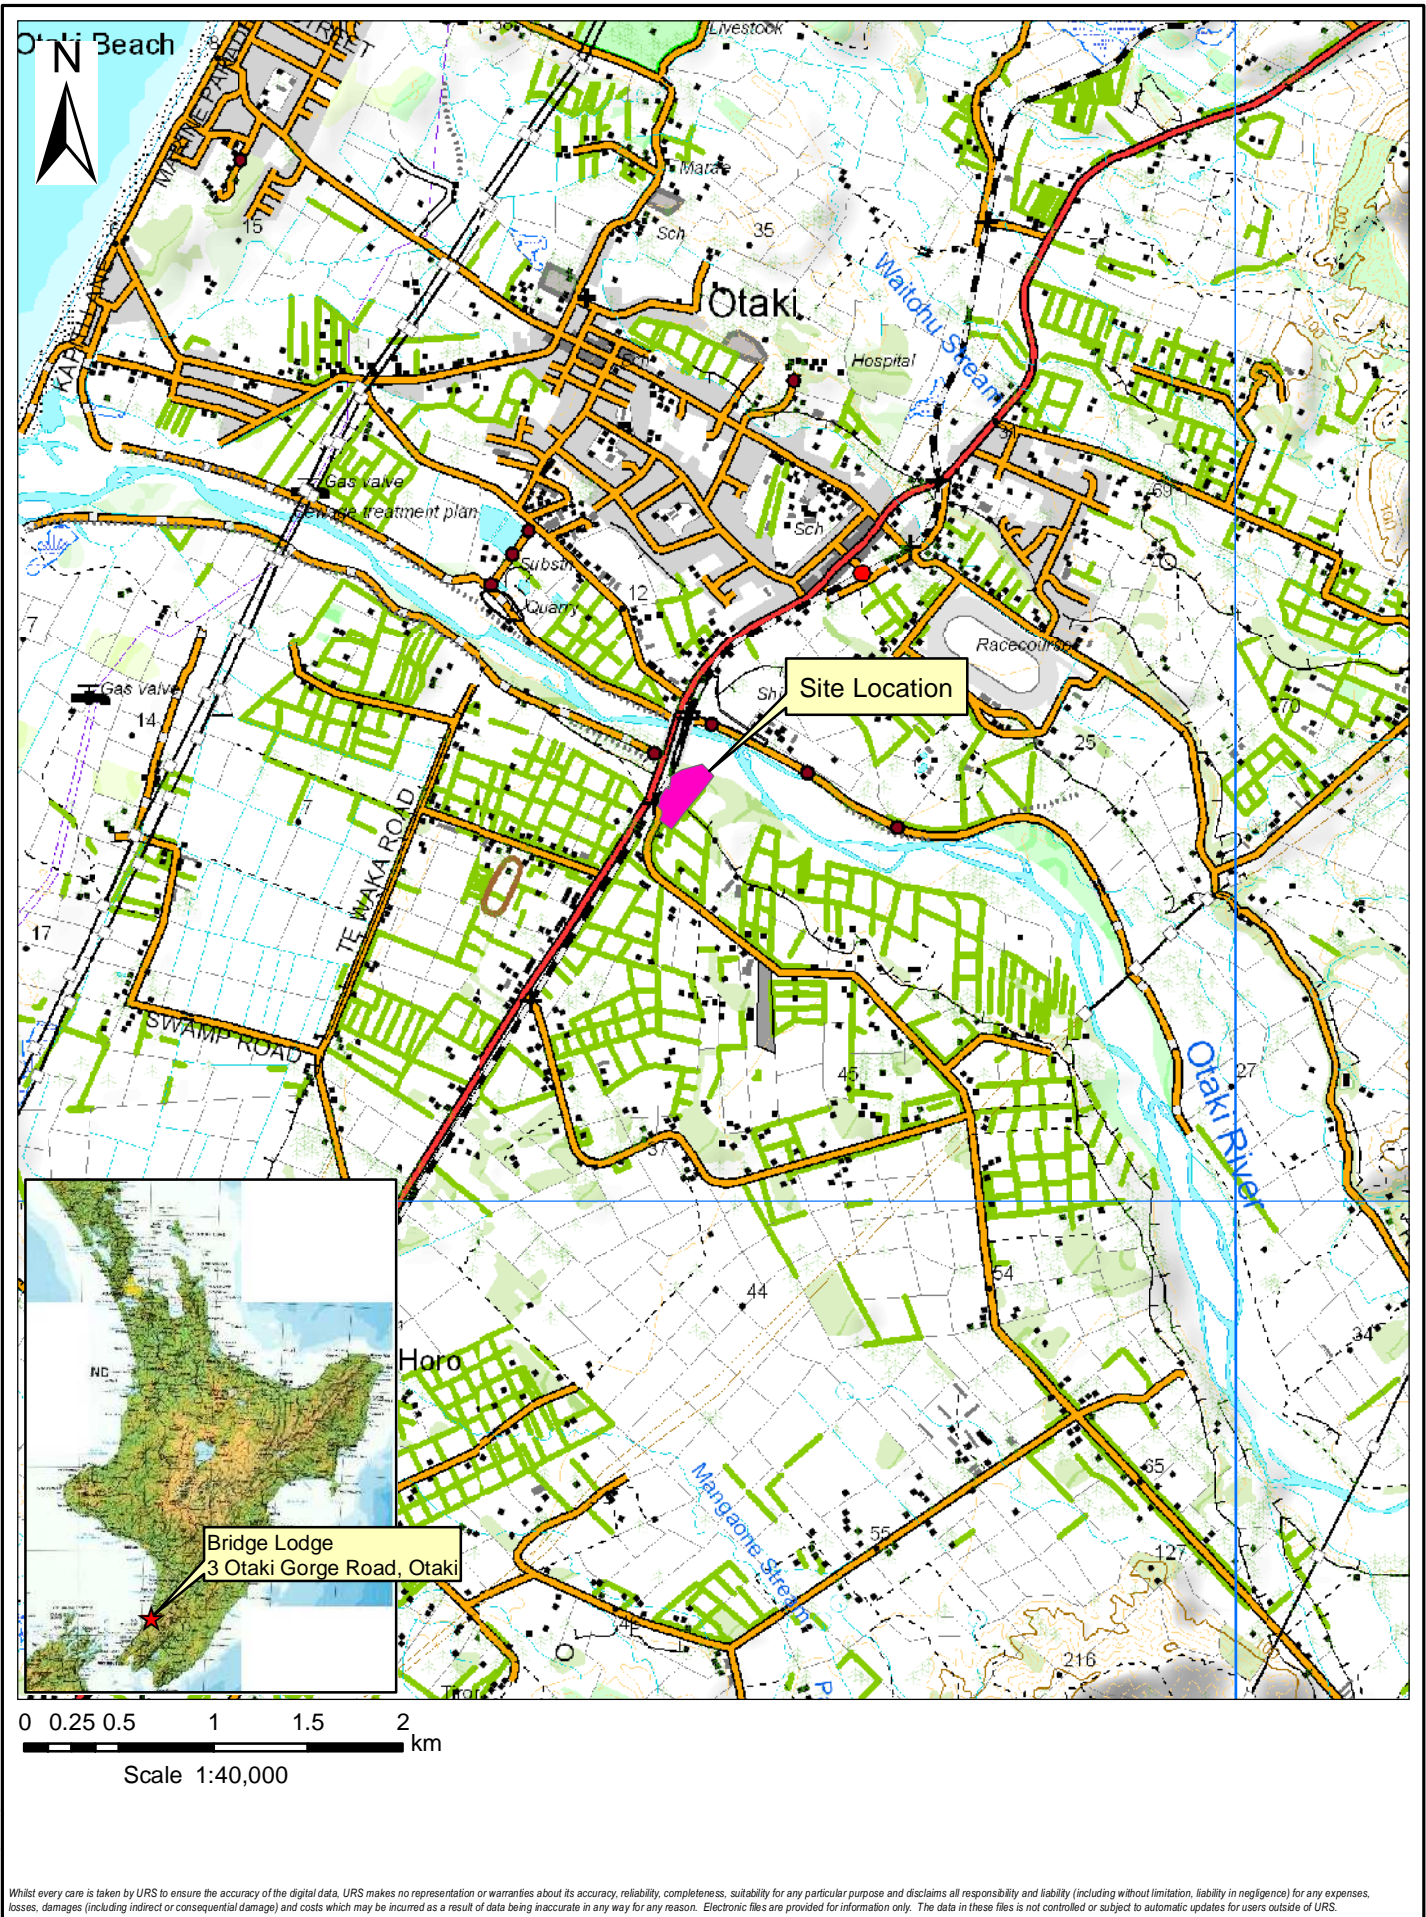 Otaki Beach
STREET
Livestock
N
MARINE PARADE
Marae
15
Sch
35
Otaki
Waitohu Stream
100
KAPITI LANE
Sch
Hospital
69
Gas valve
Sewage treatment plan
Sch
Substn
12
Quarry
7
Racecourse
Site Location
Gas valve
14
70
25
7
TE WAKA ROAD
17
SWAMP ROAD
Otaki River
27
45
37
54
44
34
Horo
Mangaone Stream
65
55
127
Bridge Lodge
3 Otaki Gorge Road, Otaki
216
0 0.25 0.5 1 1.5 2
km
Scale 1:40,000
Whilst every care is taken by URS to ensure the accuracy of the digital data, URS makes no representation or warranties about its accuracy, reliability, completeness, suitability for any particular purpose and disclaims all responsibility and liability (including without limitation, liability in negligence) for any expenses,
losses, damages (including indirect or consequential damage) and costs which may be incurred as a result of data being inaccurate in any way for any reason. Electronic files are provided for information only. The data in these files is not controlled or subject to automatic updates for users outside of URS.